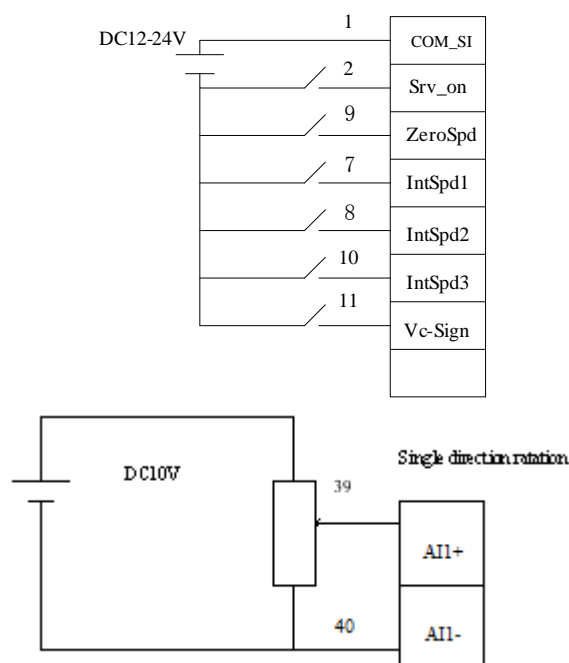 1
DC12-24V
COM_SI
2
Srv_on
9
ZeroSpd
7
IntSpd1
8
IntSpd2
10
IntSpd3
11
Vc-Sign
Single direction ratation
DC10V
39
AI1+
40
AI1-